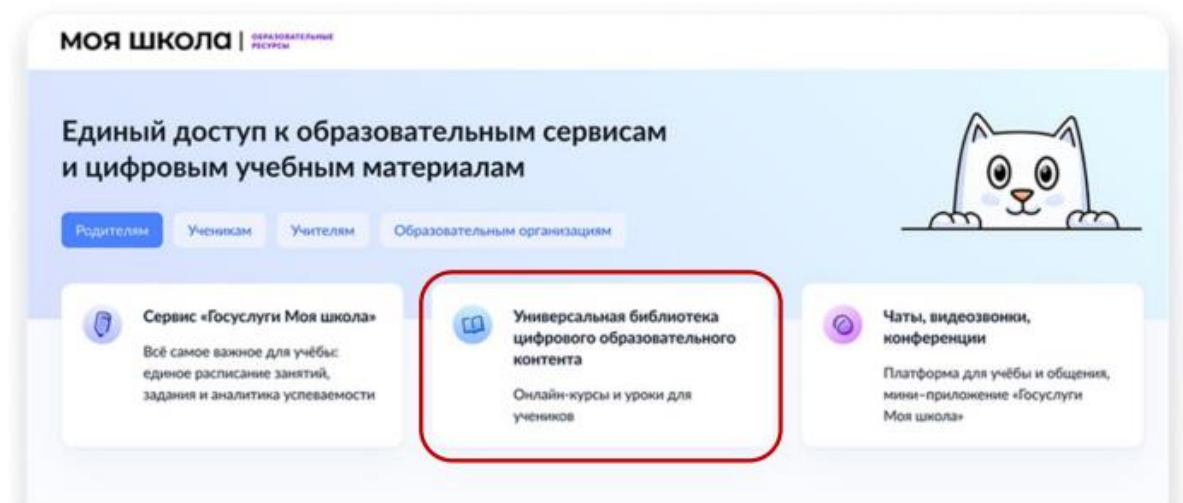 МОЯ ШКОЛА | ОБРАЗОВАТЕЛЬНЫЕ
РЕСУРСЫ
Единый доступ к образовательным сервисам
и цифровым учебным материалам
Родителям Ученикам Учителям Образовательным организациям
Сервис «Госуслуги Моя школа»
Всё самое важное для учёбы:
единое расписание занятий,
задания и аналитика успеваемости
Универсальная библиотека
цифрового образовательного
контента
Онлайн-курсы и уроки для
учеников
Чаты, видеозвонки,
конференции
Платформа для учёбы и общения,
мини-приложение «Госуслуги
Моя школа»